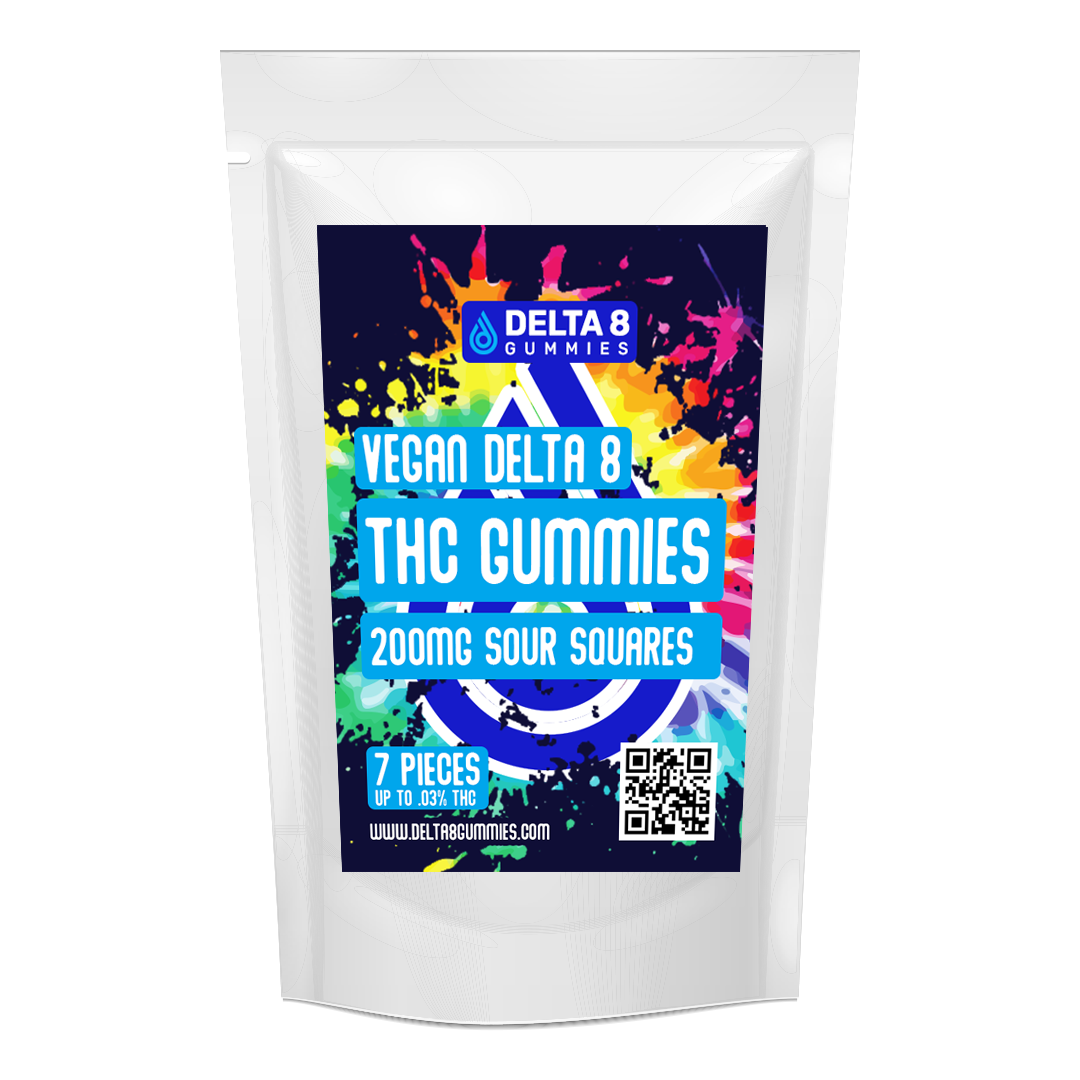 DELTA 8
GUMMIES
VEGAN DELTA 8
THC GUMMIES
200MG SOUR SQUARES
7 PIECES
UP TO .03% THC
WWW.DELTA8GUMMIES.COM